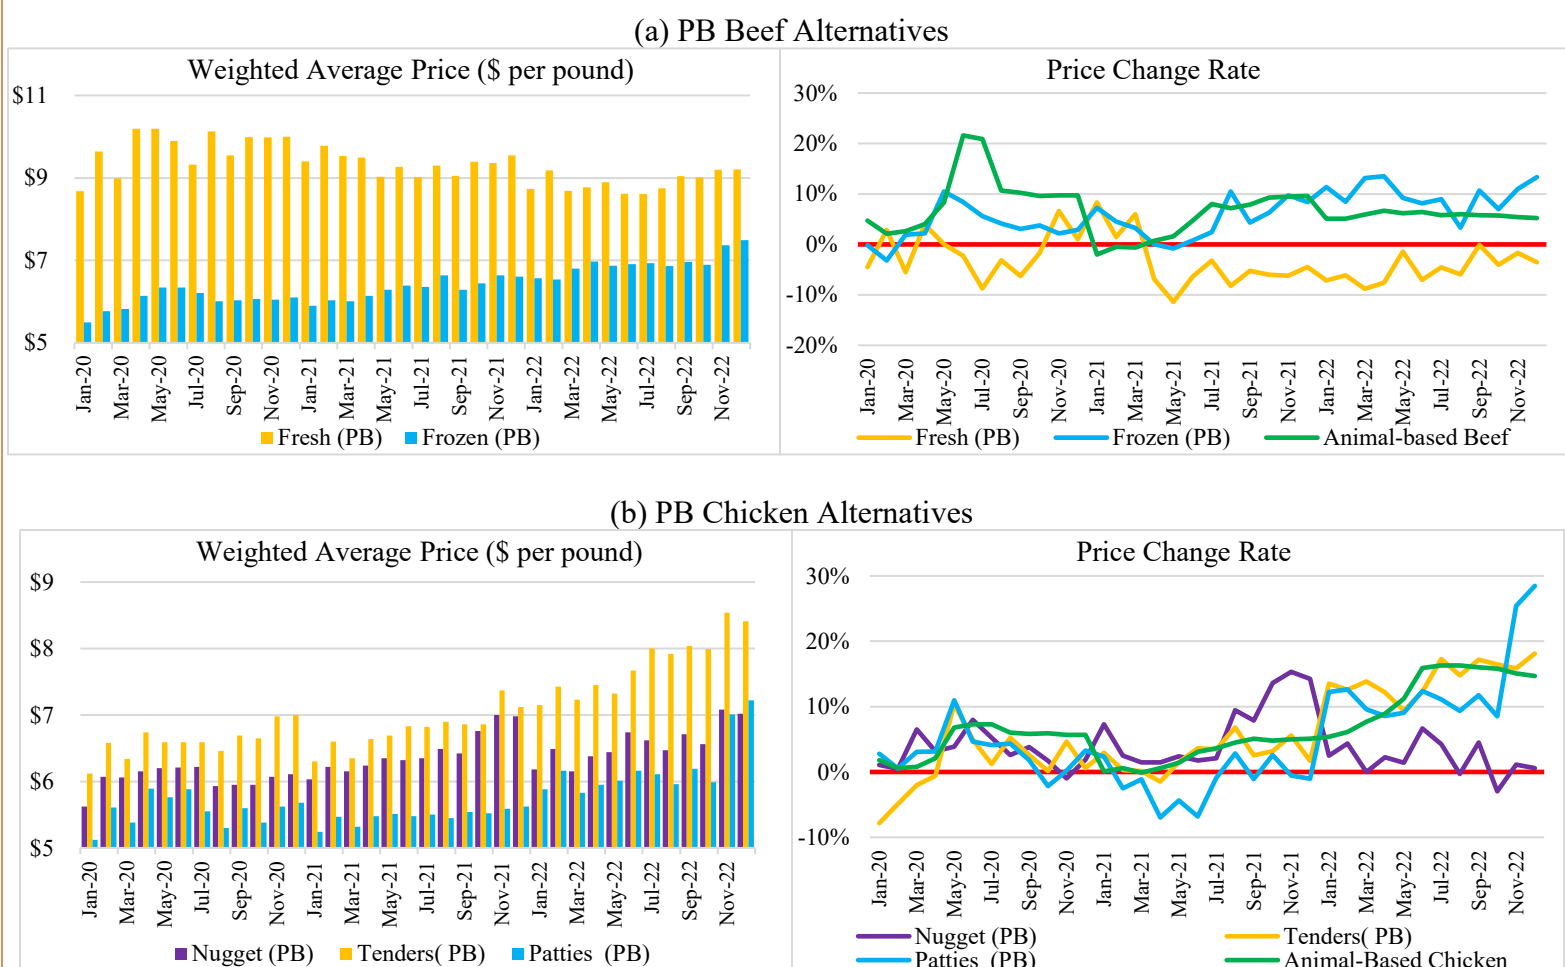 (a) PB Beef Alternatives
Weighted Average Price ($ per pound)
$11
$9
$7
$5
Jan-20
Mar-20
May-20
Jul-20
Sep-20
Nov-20
Jan-21
Mar-21
May-21
Jul-21
Sep-21
Nov-21
Jan-22
Mar-22
May-22
Jul-22
Sep-22
Nov-22
Fresh (PB) Frozen (PB)
Price Change Rate
30%
20%
10%
0%
-10%
-20%
Jan-20
Mar-20
May-20
Jul-20
Sep-20
Nov-20
Jan-21
Mar-21
May-21
Jul-21
Sep-21
Nov-21
Jan-22
Mar-22
May-22
Jul-22
Sep-22
Nov-22
Fresh (PB) Frozen (PB) Animal-based Beef
(b) PB Chicken Alternatives
Weighted Average Price ($ per pound)
$9
$8
$7
$6
$5
Jan-20
Mar-20
May-20
Jul-20
Sep-20
Nov-20
Jan-21
Mar-21
May-21
Jul-21
Sep-21
Nov-21
Jan-22
Mar-22
May-22
Jul-22
Sep-22
Nov-22
Nugget (PB) Tenders( PB) Patties (PB)
Price Change Rate
30%
20%
10%
0%
-10%
Jan-20
Mar-20
May-20
Jul-20
Sep-20
Nov-20
Jan-21
Mar-21
May-21
Jul-21
Sep-21
Nov-21
Jan-22
Mar-22
May-22
Jul-22
Sep-22
Nov-22
Nugget (PB) Tenders( PB)
Patties (PB) Animal-Based Chicken